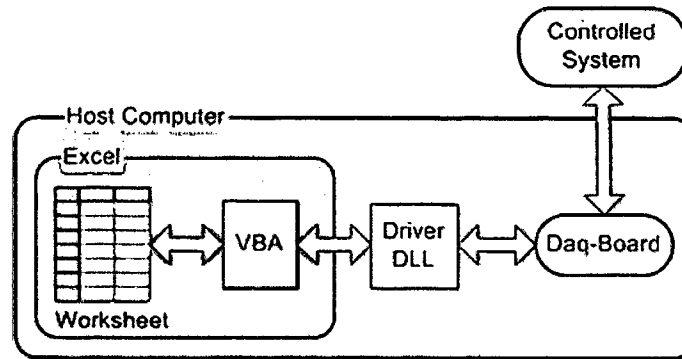 Controlled
System
Host Computer
Excel
VBA
Driver
DLL
Daq-Board
Worksheet